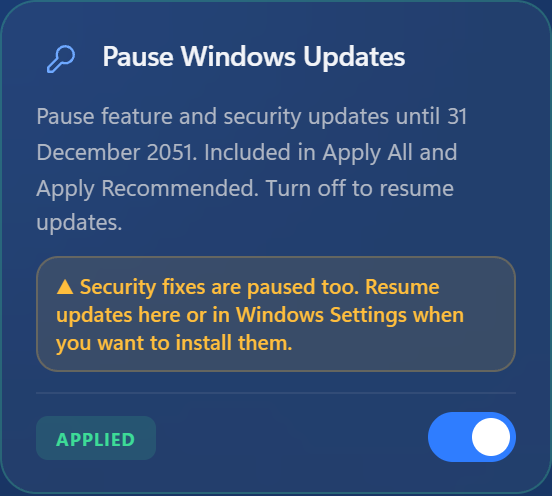 Pause Windows Updates
Pause feature and security updates until 31
December 2051. Included in Apply All and
Apply Recommended. Turn off to resume
updates.
▲ Security fixes are paused too. Resume
updates here or in Windows Settings when
you want to install them.
APPLIED